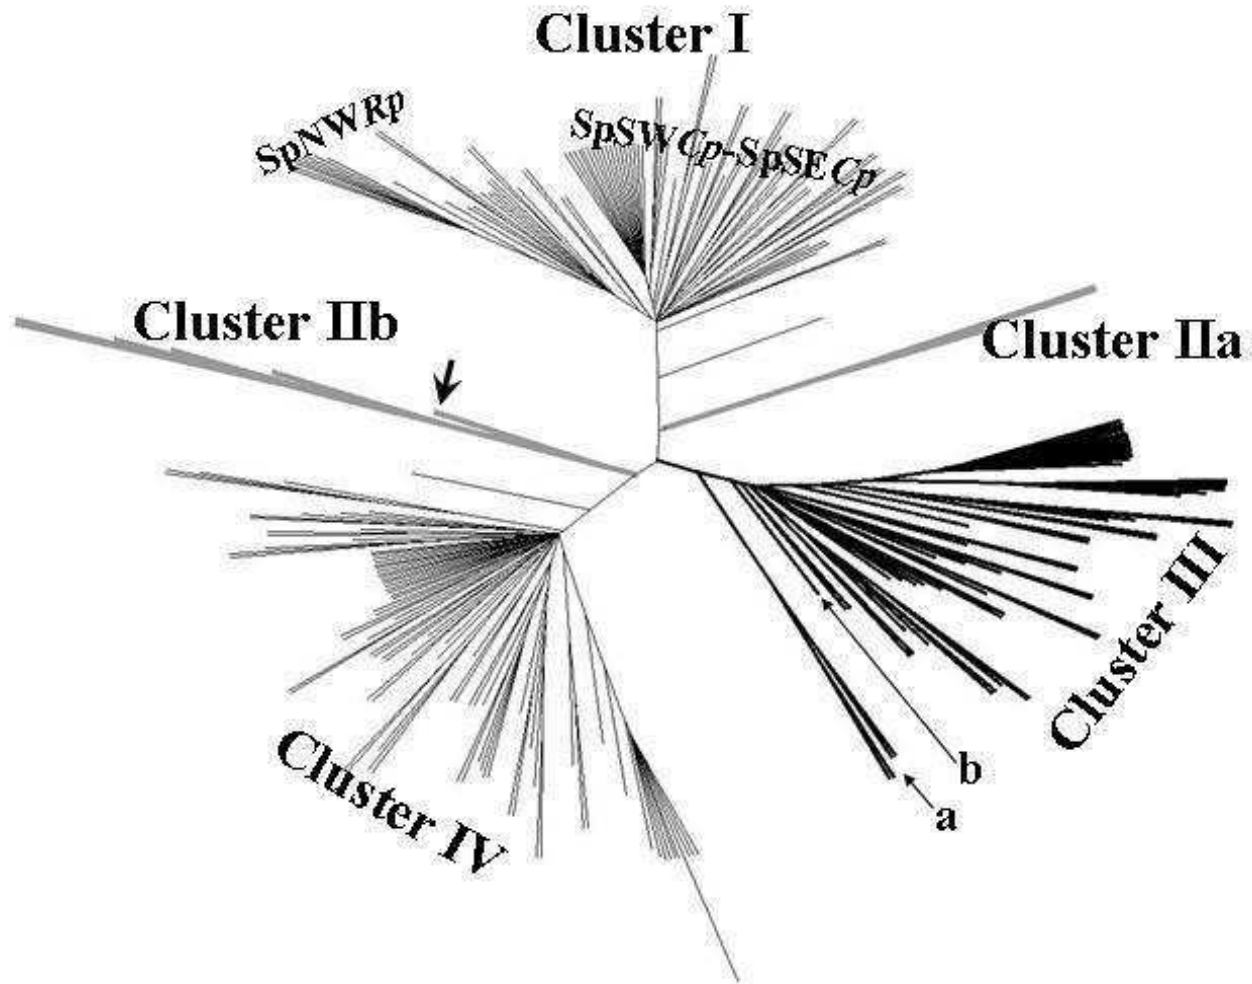 Cluster I
SpNWRp
SpSWCp-SpSECp
Cluster IIb
Cluster IIa
Cluster III
b
a
Cluster IV